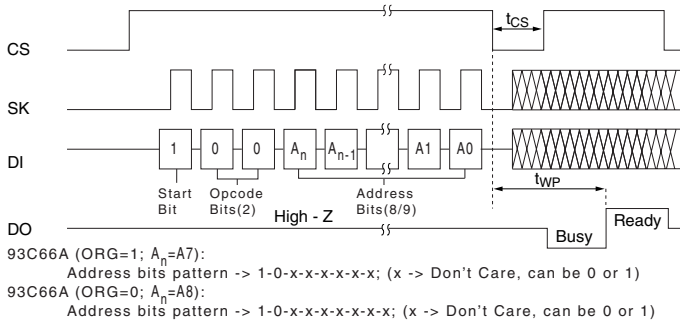 CS
tCS
SK
DI
1 0 0 An An-1 A1 A0
Start Bit
Opcode Bits(2)
Address Bits(8/9)
tWP
High - Z
DO
Busy
Ready
93C66A (ORG=1; An=A7):
Address bits pattern -> 1-0-x-x-x-x-x-x; (x -> Don't Care, can be 0 or 1)
93C66A (ORG=0; An=A8):
Address bits pattern -> 1-0-x-x-x-x-x-x-x; (x -> Don't Care, can be 0 or 1)